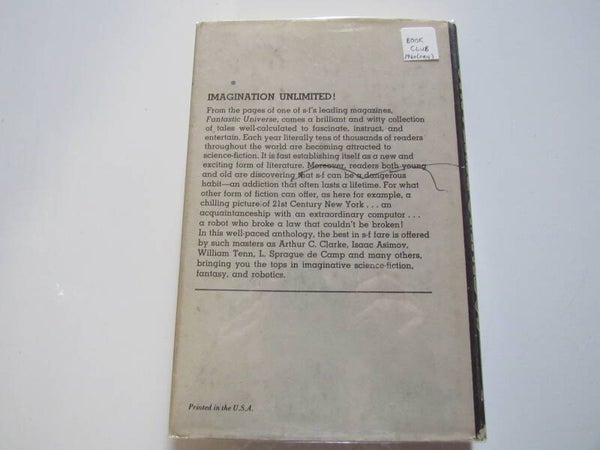 BOOK
CLUB
1960
IMAGINATION UNLIMITED!
From the pages of one of s-f's leading magazines,
Fantastic Universe, comes a brilliant and witty collection
of tales well-calculated to fascinate, instruct, and
entertain. Each year literally tens of thousands of readers
throughout the world are becoming attracted to
science-fiction. It is fast establishing itself as a new and
exciting form of literature. Moreover, readers both young
and old are discovering that s-f can be a dangerous
habit—an addiction that often lasts a lifetime. For what
other form of fiction can offer, as here for example, a
chilling picture of 21st Century New York . . . an
acquaintanceship with an extraordinary computor . . .
a robot who broke a law that couldn't be broken!
In this well-paced anthology, the best in s-f fare is offered
by such masters as Arthur C. Clarke, Isaac Asimov,
William Tenn, L. Sprague de Camp and many others,
bringing you the tops in imaginative science-fiction,
fantasy, and robotics.
Printed in the U.S.A.